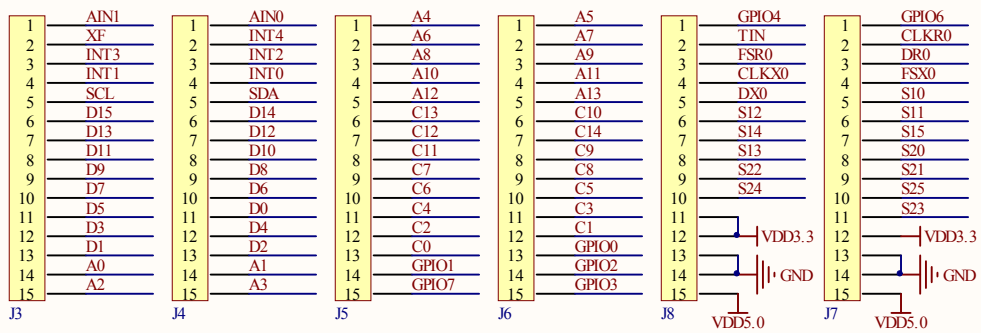 1 AIN1
2 XF
3 INT3
4 INT1
5 SCL
6 D15
7 D13
8 D11
9 D9
10 D7
11 D5
12 D3
13 D1
14 A0
15 A2
J3
1 AIN0
2 INT4
3 INT2
4 INT0
5 SDA
6 D14
7 D12
8 D10
9 D8
10 D6
11 D0
12 D4
13 D2
14 A1
15 A3
J4
1 A4
2 A6
3 A8
4 A10
5 A12
6 C13
7 C12
8 C11
9 C7
10 C6
11 C4
12 C2
13 C0
14 GPIO1
15 GPIO7
J5
1 A5
2 A7
3 A9
4 A11
5 A13
6 C10
7 C14
8 C9
9 C8
10 C5
11 C3
12 C1
13 GPIO0
14 GPIO2
15 GPIO3
J6
1 GPIO4
2 TIN
3 FSR0
4 CLKX0
5 DX0
6 S12
7 S14
8 S13
9 S22
10 S24
11
12 VDD3.3
13
14 GND
15
J8 VDD5.0
1 GPIO6
2 CLKR0
3 DR0
4 FSX0
5 S10
6 S11
7 S15
8 S20
9 S21
10 S25
11 S23
12 VDD3.3
13
14 GND
15
J7 VDD5.0